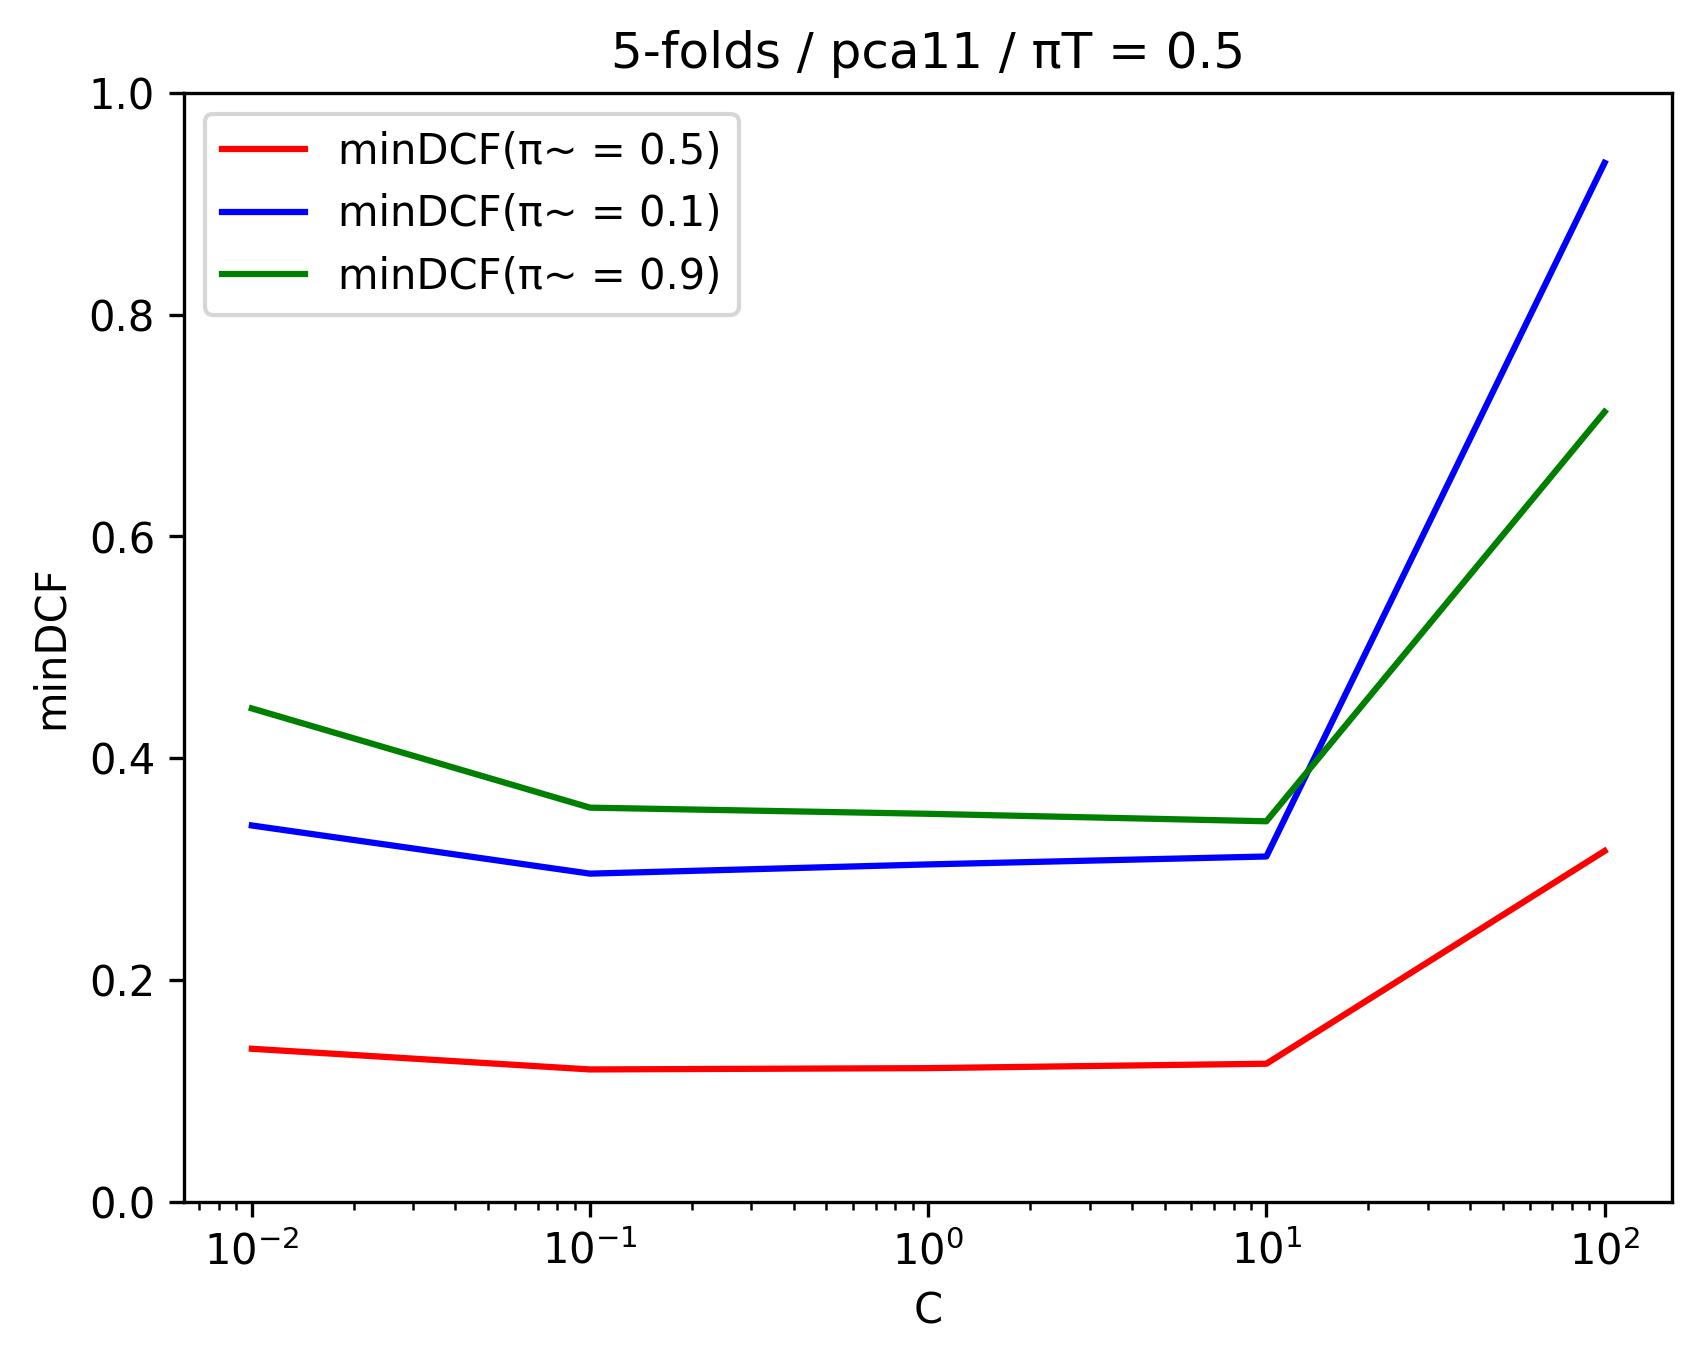 5-folds / pca11 / πT = 0.5
minDCF(π~ = 0.5)
minDCF(π~ = 0.1)
minDCF(π~ = 0.9)
minDCF
1.0
0.8
0.6
0.4
0.2
0.0
10⁻² 10⁻¹ 10⁰ 10¹ 10²
C